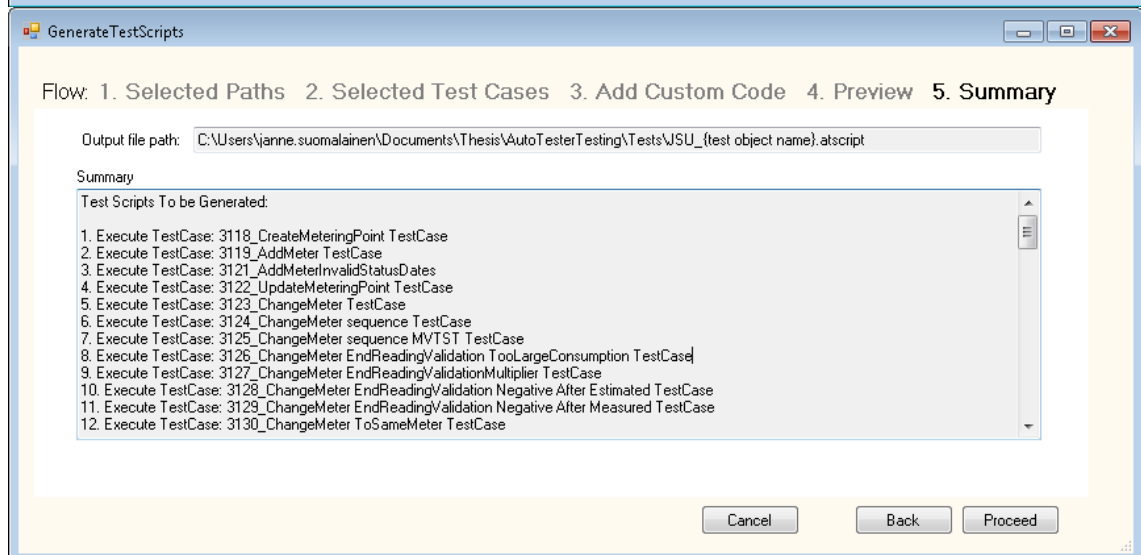 GenerateTestScripts
Flow: 1. Selected Paths 2. Selected Test Cases 3. Add Custom Code 4. Preview 5. Summary
Output file path: C:\Users\janne.suomalainen\Documents\Thesis\AutoTesterTesting\Tests\JSU_{test object name}.atscript
Summary
Test Scripts To be Generated:
1. Execute TestCase: 3118_CreateMeteringPoint TestCase
2. Execute TestCase: 3119_AddMeter TestCase
3. Execute TestCase: 3121_AddMeterInvalidStatusDates
4. Execute TestCase: 3122_UpdateMeteringPoint TestCase
5. Execute TestCase: 3123_ChangeMeter TestCase
6. Execute TestCase: 3124_ChangeMeter sequence TestCase
7. Execute TestCase: 3125_ChangeMeter sequence MVTST TestCase
8. Execute TestCase: 3126_ChangeMeter EndReadingValidation TooLargeConsumption TestCase
9. Execute TestCase: 3127_ChangeMeter EndReadingValidationMultiplier TestCase
10. Execute TestCase: 3128_ChangeMeter EndReadingValidation Negative After Estimated TestCase
11. Execute TestCase: 3129_ChangeMeter EndReadingValidation Negative After Measured TestCase
12. Execute TestCase: 3130_ChangeMeter ToSameMeter TestCase
Cancel Back Proceed